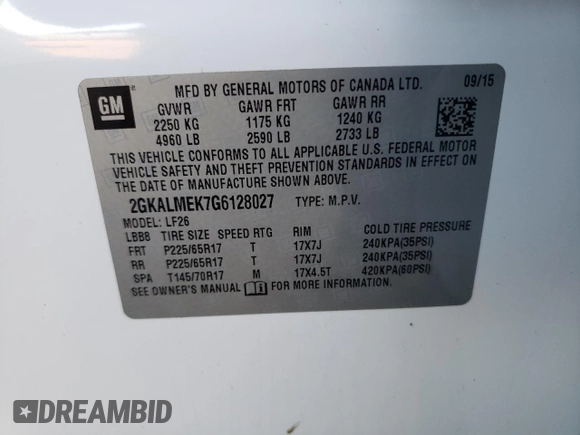 MFD BY GENERAL MOTORS OF CANADA LTD. 09/15
GM
GVWR GAWR FRT GAWR RR
2250 KG 1175 KG 1240 KG
4960 LB 2590 LB 2733 LB
THIS VEHICLE CONFORMS TO ALL APPLICABLE U.S. FEDERAL MOTOR
VEHICLE SAFETY AND THEFT PREVENTION STANDARDS IN EFFECT ON
THE DATE OF MANUFACTURE SHOWN ABOVE.
2GKALMEK7G6128027 TYPE: M.P.V.
MODEL: LF26
LBB8 TIRE SIZE SPEED RTG RIM COLD TIRE PRESSURE
FRT P225/65R17 T 17X7J 240KPA(35PSI)
RR P225/65R17 T 17X7J 240KPA(35PSI)
SPA T145/70R17 M 17X4.5T 420KPA(60PSI)
SEE OWNER'S MANUAL FOR MORE INFORMATION.
DREAMBID